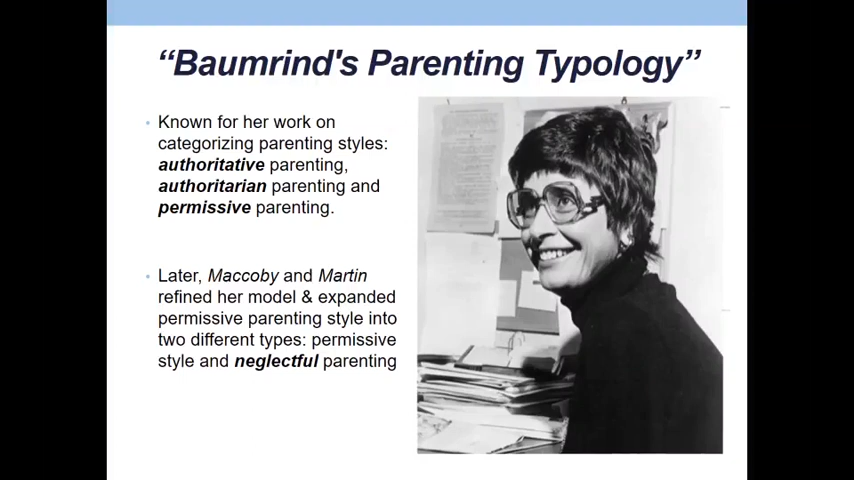 “Baumrind's Parenting Typology”
• Known for her work on
categorizing parenting styles:
authoritative parenting,
authoritarian parenting and
permissive parenting.
• Later, Maccoby and Martin
refined her model & expanded
permissive parenting style into
two different types: permissive
style and neglectful parenting